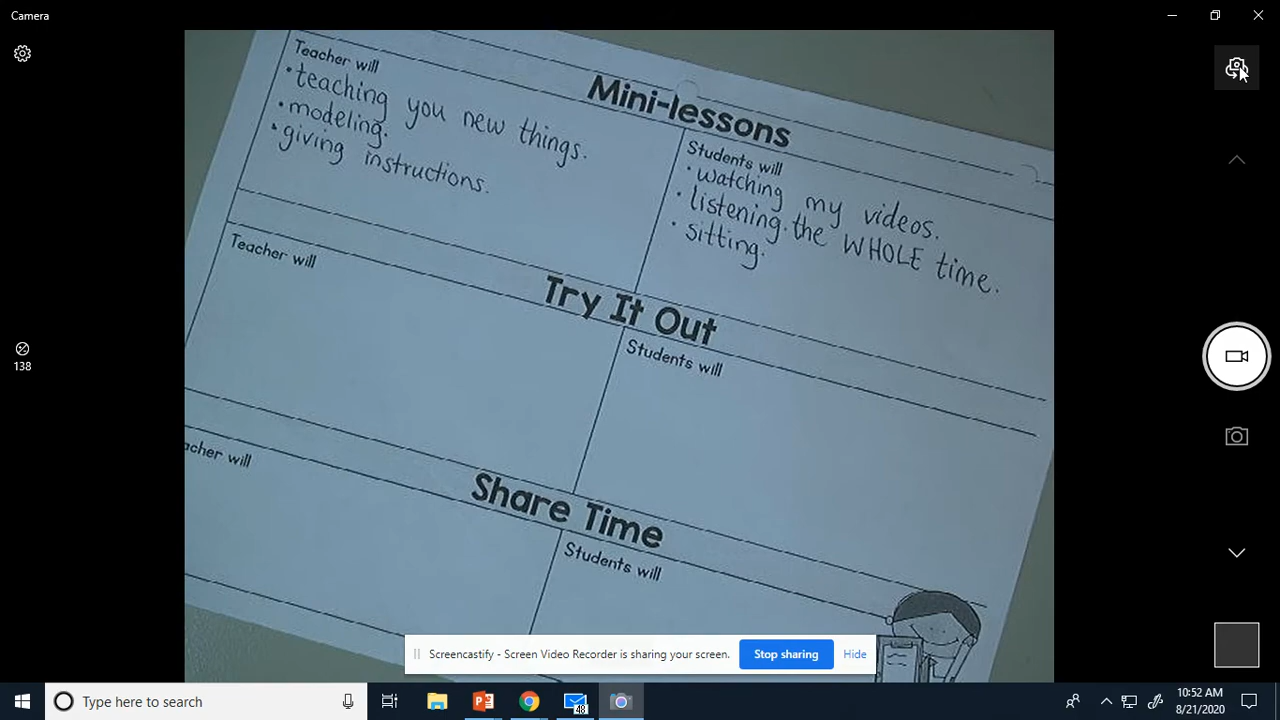 Camera
Mini-lessons
Teacher will
• teaching you new things.
• modeling.
• giving instructions.
Students will
• watching my videos.
• listening. the WHOLE time.
• sitting.
Try It Out
Teacher will
Students will
Share Time
acher will
Students will
138
Screencastify - Screen Video Recorder is sharing your screen.
Stop sharing
Hide
Type here to search
48
10:52 AM
8/21/2020